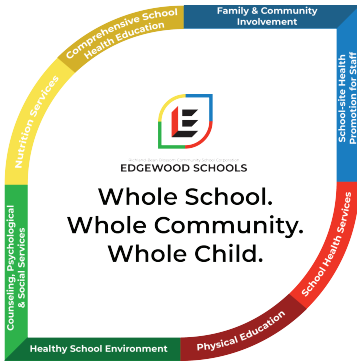 Comprehensive School
Health Education
Family & Community
Involvement
School-site Health
Promotion for Staff
School Health Services
Physical Education
Healthy School Environment
Counseling, Psychological
& Social Services
Nutrition Services
E
EDGEWOOD SCHOOLS
Whole School.
Whole Community.
Whole Child.